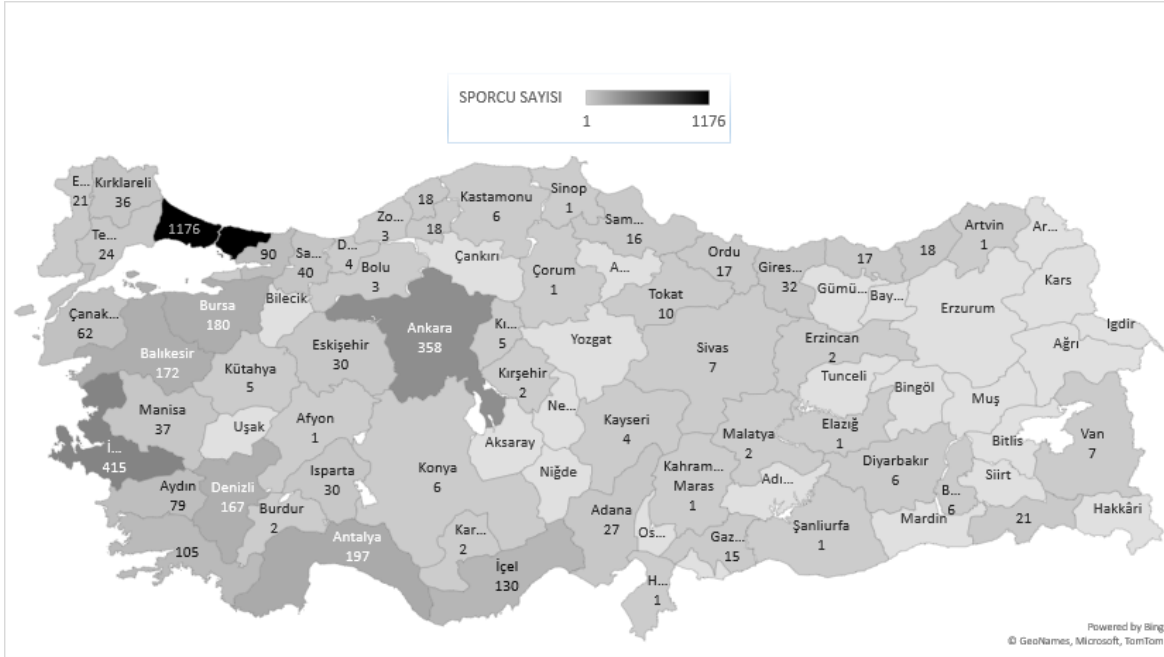 SPORCU SAYISI
1 1176
E...
21
Kırklareli
36
Te...
24
1176
90
Sa...
40
D...
4
Bolu
3
Zo...
3
18
18
Kastamonu
6
Sinop
1
Sam...
16
Çankırı
Çorum
1
A...
Ordu
17
Gires...
32
17
18
Artvin
1
Ar...
Kars
Gümü...
Bay...
Erzurum
Igdir
Ağrı
Çanak...
62
Bursa
180
Bilecik
Balıkesir
172
Kütahya
5
Eskişehir
30
Ankara
358
Kı...
5
Kırşehir
2
Yozgat
Tokat
10
Sivas
7
Erzincan
2
Tunceli
Bingöl
Muş
Manisa
37
Uşak
Afyon
1
Aksaray
Ne...
Kayseri
4
Malatya
2
Elazığ
1
Bitlis
Van
7
İ...
415
Aydın
79
Denizli
167
Isparta
30
Burdur
2
Konya
6
Niğde
Kahram...
Maras
1
Adı...
Diyarbakır
6
B...
6
Siirt
Hakkâri
105
Antalya
197
Kar...
2
İçel
130
Adana
27
Os...
Gaz...
15
Şanliurfa
1
Mardin
21
H...
1
Powered by Bing
© GeoNames, Microsoft, TomTom